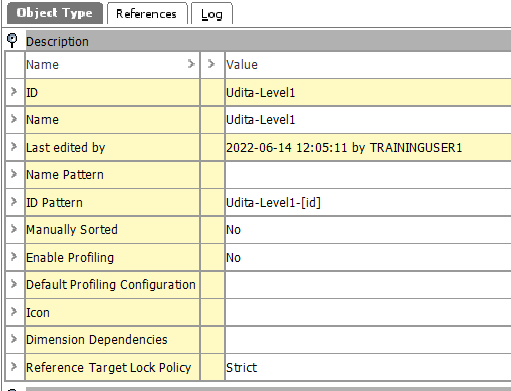 Object Type References Log
Description
Name > > Value
> ID Udita-Level1
> Name Udita-Level1
> Last edited by 2022-06-14 12:05:11 by TRAININGUSER1
> Name Pattern
> ID Pattern Udita-Level1-[id]
> Manually Sorted No
> Enable Profiling No
> Default Profiling Configuration
> Icon
> Dimension Dependencies
> Reference Target Lock Policy Strict